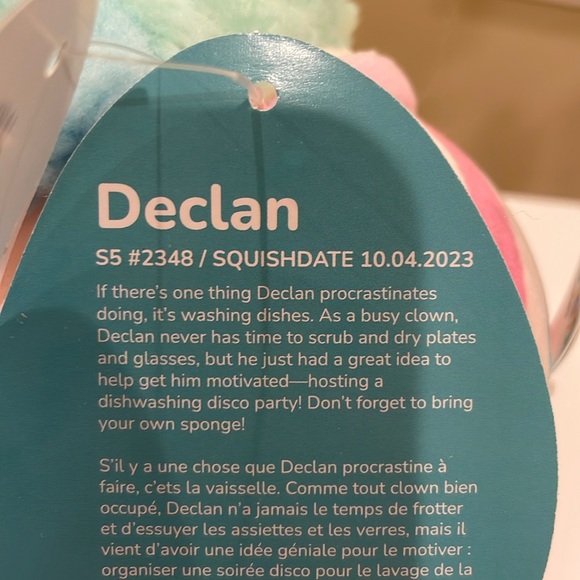 Declan
S5 #2348 / SQUISHDATE 10.04.2023
If there's one thing Declan procrastinates
doing, it's washing dishes. As a busy clown,
Declan never has time to scrub and dry plates
and glasses, but he just had a great idea to
help get him motivated—hosting a
dishwashing disco party! Don't forget to bring
your own sponge!
S'il y a une chose que Declan procrastine à
faire, c'ets la vaisselle. Comme tout clown bien
occupé, Declan n'a jamais le temps de frotter
et d'essuyer les assiettes et les verres, mais il
vient d'avoir une idée géniale pour le motiver :
organiser une soirée disco pour le lavage de la